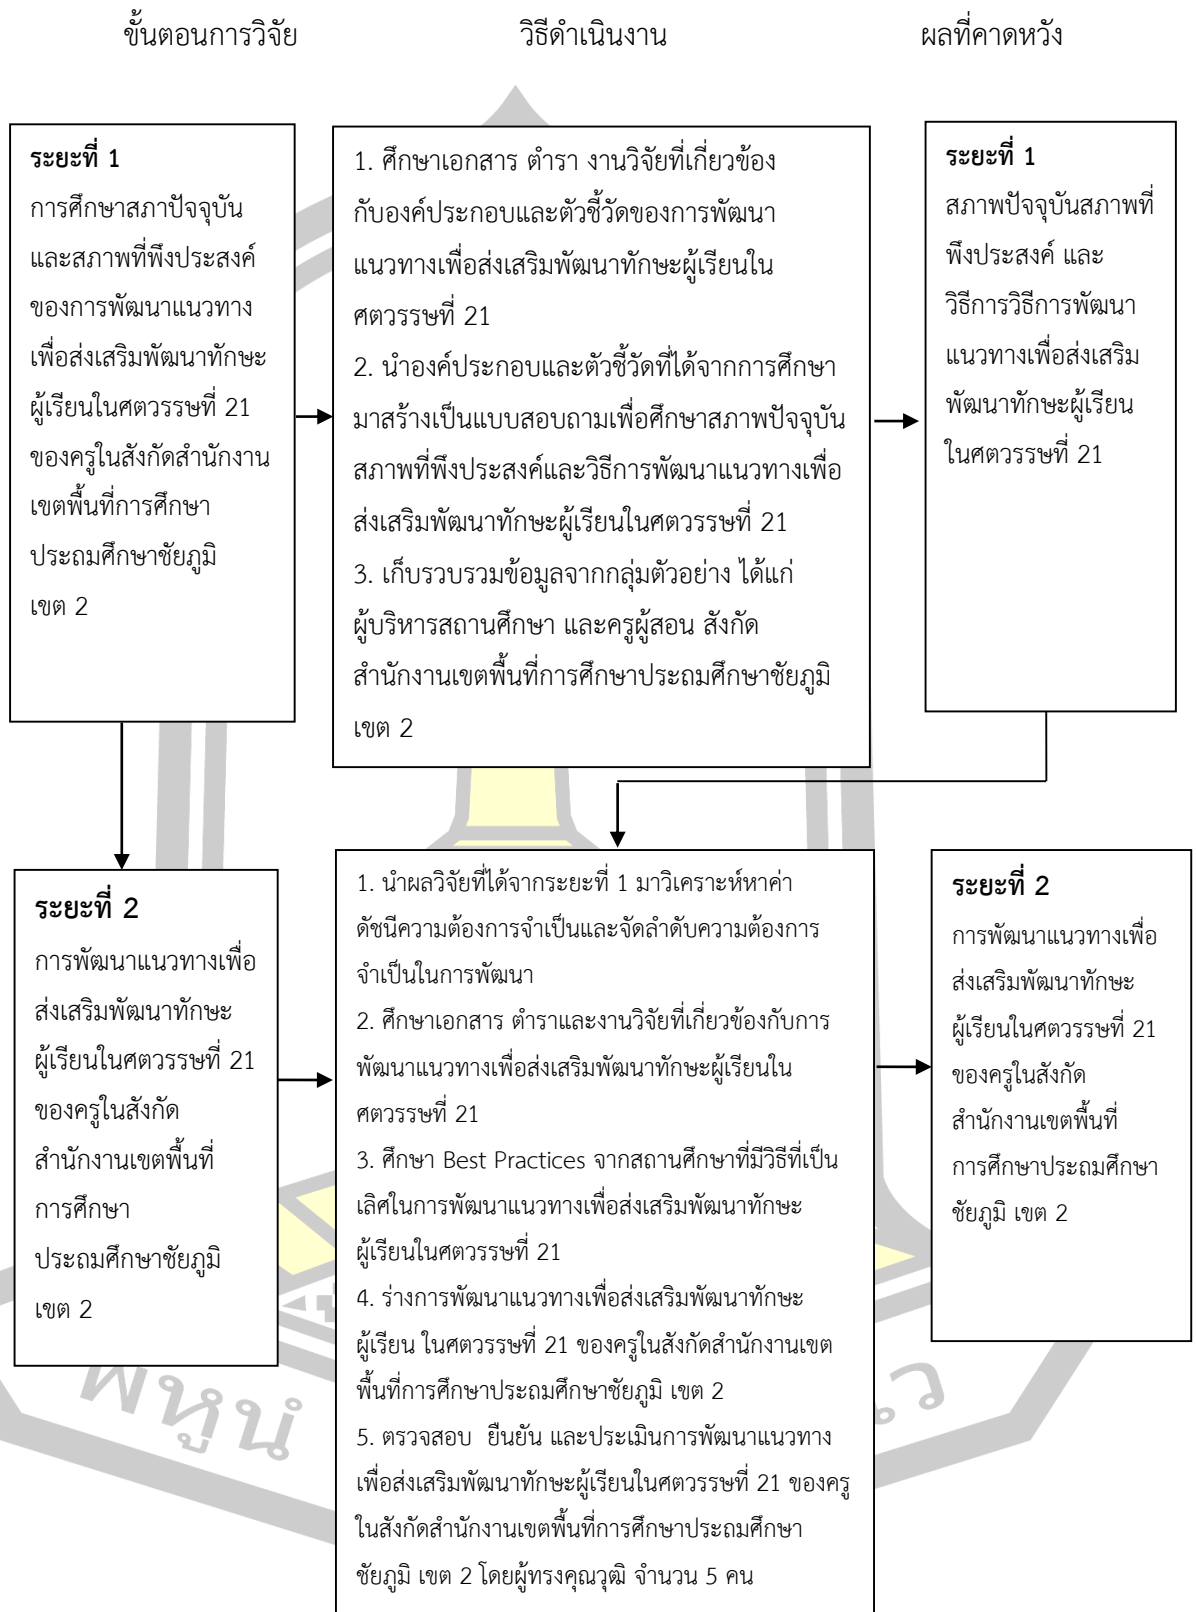 ขั้นตอนการวิจัย
วิธีดำเนินงาน
ผลที่คาดหวัง
ระยะที่ 1
การศึกษาสภาปัจจุบัน
และสภาพที่พึงประสงค์
ของการพัฒนาแนวทาง
เพื่อส่งเสริมพัฒนาทักษะ
ผู้เรียนในศตวรรษที่ 21
ของครูในสังกัดสำนักงาน
เขตพื้นที่การศึกษา
ประถมศึกษาชัยภูมิ
เขต 2
1. ศึกษาเอกสาร ตำรา งานวิจัยที่เกี่ยวข้อง
กับองค์ประกอบและตัวชี้วัดของการพัฒนา
แนวทางเพื่อส่งเสริมพัฒนาทักษะผู้เรียนใน
ศตวรรษที่ 21
2. นำองค์ประกอบและตัวชี้วัดที่ได้จากการศึกษา
มาสร้างเป็นแบบสอบถามเพื่อศึกษาสภาพปัจจุบัน
สภาพที่พึงประสงค์และวิธีการพัฒนาแนวทางเพื่อ
ส่งเสริมพัฒนาทักษะผู้เรียนในศตวรรษที่ 21
3. เก็บรวบรวมข้อมูลจากกลุ่มตัวอย่าง ได้แก่
ผู้บริหารสถานศึกษา และครูผู้สอน สังกัด
สำนักงานเขตพื้นที่การศึกษาประถมศึกษาชัยภูมิ
เขต 2
ระยะที่ 1
สภาพปัจจุบันสภาพที่
พึงประสงค์ และ
วิธีการวิธีการพัฒนา
แนวทางเพื่อส่งเสริม
พัฒนาทักษะผู้เรียน
ในศตวรรษที่ 21
ระยะที่ 2
การพัฒนาแนวทางเพื่อ
ส่งเสริมพัฒนาทักษะ
ผู้เรียนในศตวรรษที่ 21
ของครูในสังกัด
สำนักงานเขตพื้นที่
การศึกษา
ประถมศึกษาชัยภูมิ
เขต 2
1. นำผลวิจัยที่ได้จากระยะที่ 1 มาวิเคราะห์หาค่า
ดัชนีความต้องการจำเป็นและจัดลำดับความต้องการ
จำเป็นในการพัฒนา
2. ศึกษาเอกสาร ตำราและงานวิจัยที่เกี่ยวข้องกับการ
พัฒนาแนวทางเพื่อส่งเสริมพัฒนาทักษะผู้เรียนใน
ศตวรรษที่ 21
3. ศึกษา Best Practices จากสถานศึกษาที่มีวิธีที่เป็น
เลิศในการพัฒนาแนวทางเพื่อส่งเสริมพัฒนาทักษะ
ผู้เรียนในศตวรรษที่ 21
4. ร่างการพัฒนาแนวทางเพื่อส่งเสริมพัฒนาทักษะ
ผู้เรียน ในศตวรรษที่ 21 ของครูในสังกัดสำนักงานเขต
พื้นที่การศึกษาประถมศึกษาชัยภูมิ เขต 2
5. ตรวจสอบ ยืนยัน และประเมินการพัฒนาแนวทาง
เพื่อส่งเสริมพัฒนาทักษะผู้เรียนในศตวรรษที่ 21 ของครู
ในสังกัดสำนักงานเขตพื้นที่การศึกษาประถมศึกษา
ชัยภูมิ เขต 2 โดยผู้ทรงคุณวุฒิ จำนวน 5 คน
ระยะที่ 2
การพัฒนาแนวทางเพื่อ
ส่งเสริมพัฒนาทักษะ
ผู้เรียนในศตวรรษที่ 21
ของครูในสังกัด
สำนักงานเขตพื้นที่
การศึกษาประถมศึกษา
ชัยภูมิ เขต 2
พหูนํ